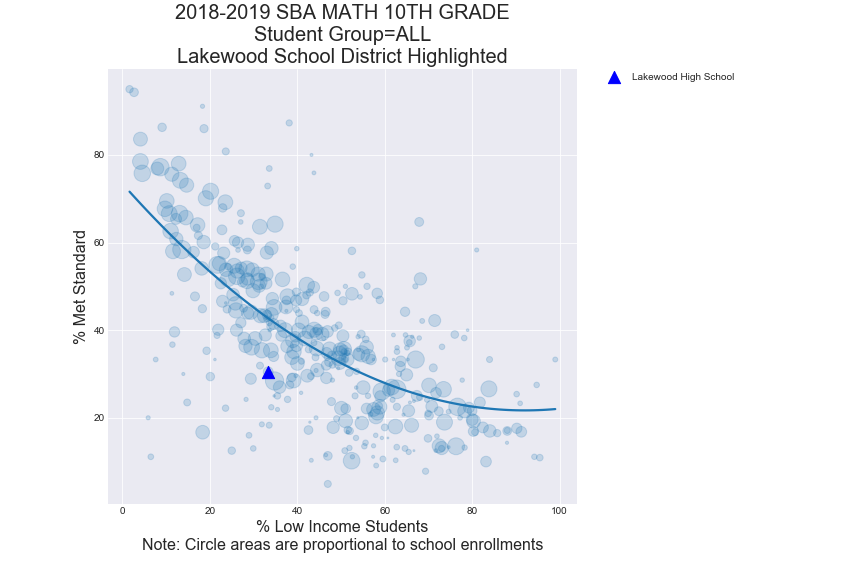 2018-2019 SBA MATH 10TH GRADE
Student Group=ALL
Lakewood School District Highlighted
Lakewood High School
% Met Standard
80
60
40
20
0 20 40 60 80 100
% Low Income Students
Note: Circle areas are proportional to school enrollments